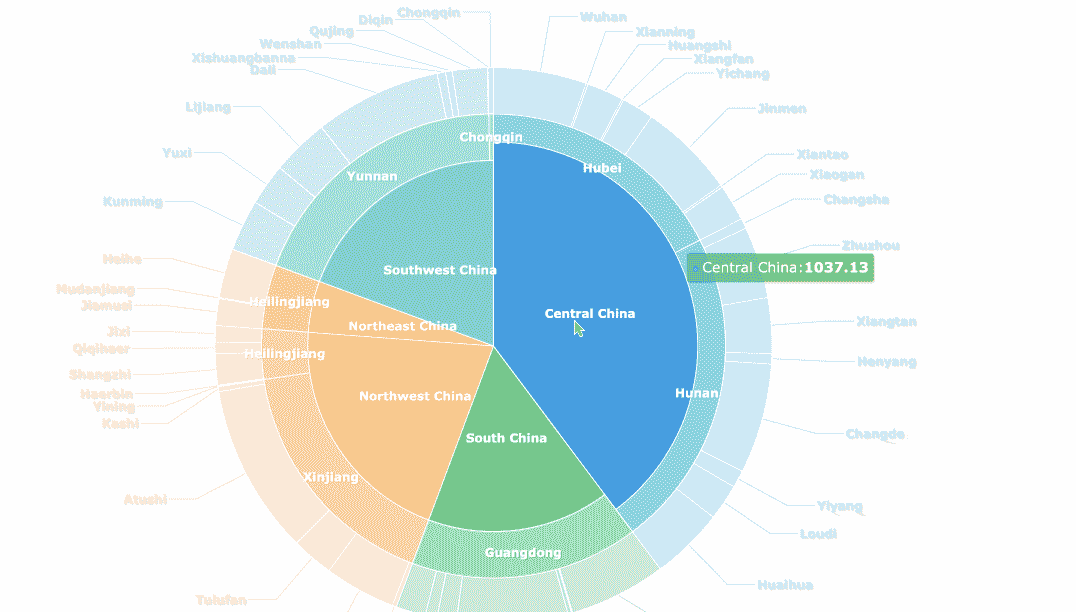 Chongqin
Diqin
Qujing
Wenshan
Xishuangbanna
Dali
Lijiang
Yuxi
Kunming
Heihe
Mudanjiang
Jiamusi
Jixi
Qiqihaer
Shangzhi
Haerbin
Yining
Kashi
Atushi
Tulufan
Wuhan
Xianning
Huangshi
Xiangfan
Yichang
Jinmen
Xiantao
Xiaogan
Changsha
Zhuzhou
Xiangtan
Henyang
Changde
Yiyang
Loudi
Huaihua
Chongqin
Yunnan
Hubei
Southwest China
Central China:1037.13
Heilingjiang
Northeast China
Central China
Heilingjiang
Northwest China
Hunan
South China
Xinjiang
Guangdong